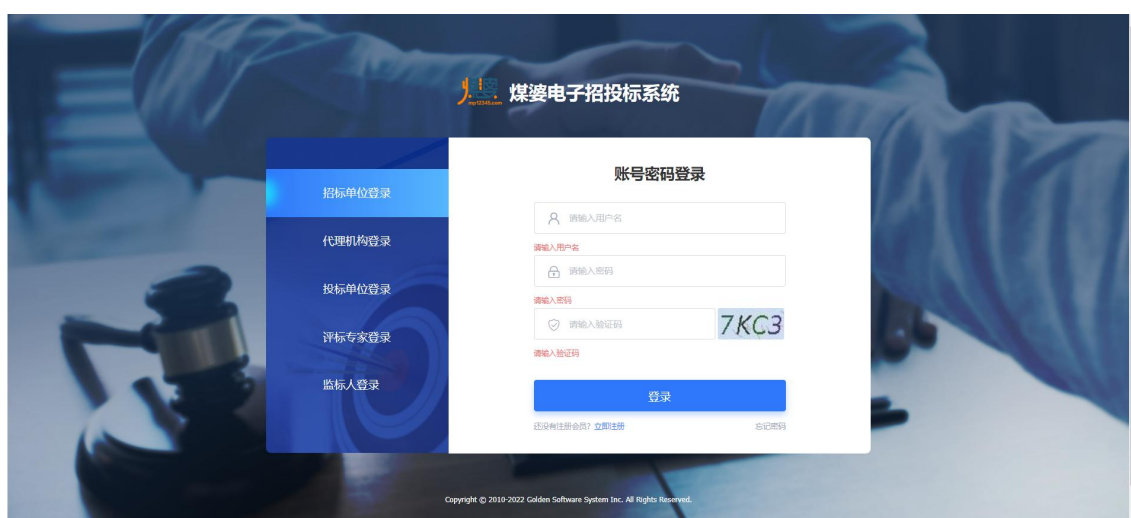 mp12345.com
煤婆电子招投标系统
招标单位登录
代理机构登录
投标单位登录
评标专家登录
监标人登录
账号密码登录
请输入用户名
请输入用户名
请输入密码
请输入密码
请输入验证码
7KC3
请输入验证码
登录
还没有注册会员? 立即注册
忘记密码
Copyright © 2010-2022 Golden Software System Inc. All Rights Reserved.